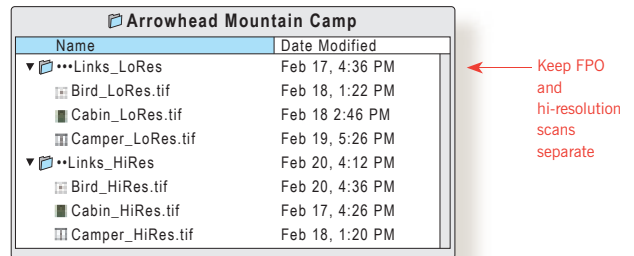 Arrowhead Mountain Camp
Name Date Modified
•••Links_LoRes Feb 17, 4:36 PM
Bird_LoRes.tif Feb 18, 1:22 PM
Cabin_LoRes.tif Feb 18 2:46 PM
Camper_LoRes.tif Feb 19, 5:26 PM
••Links_HiRes Feb 20, 4:12 PM
Bird_HiRes.tif Feb 20, 4:36 PM
Cabin_HiRes.tif Feb 17, 4:26 PM
Camper_HiRes.tif Feb 18, 1:20 PM
Keep FPO
and
hi-resolution
scans
separate